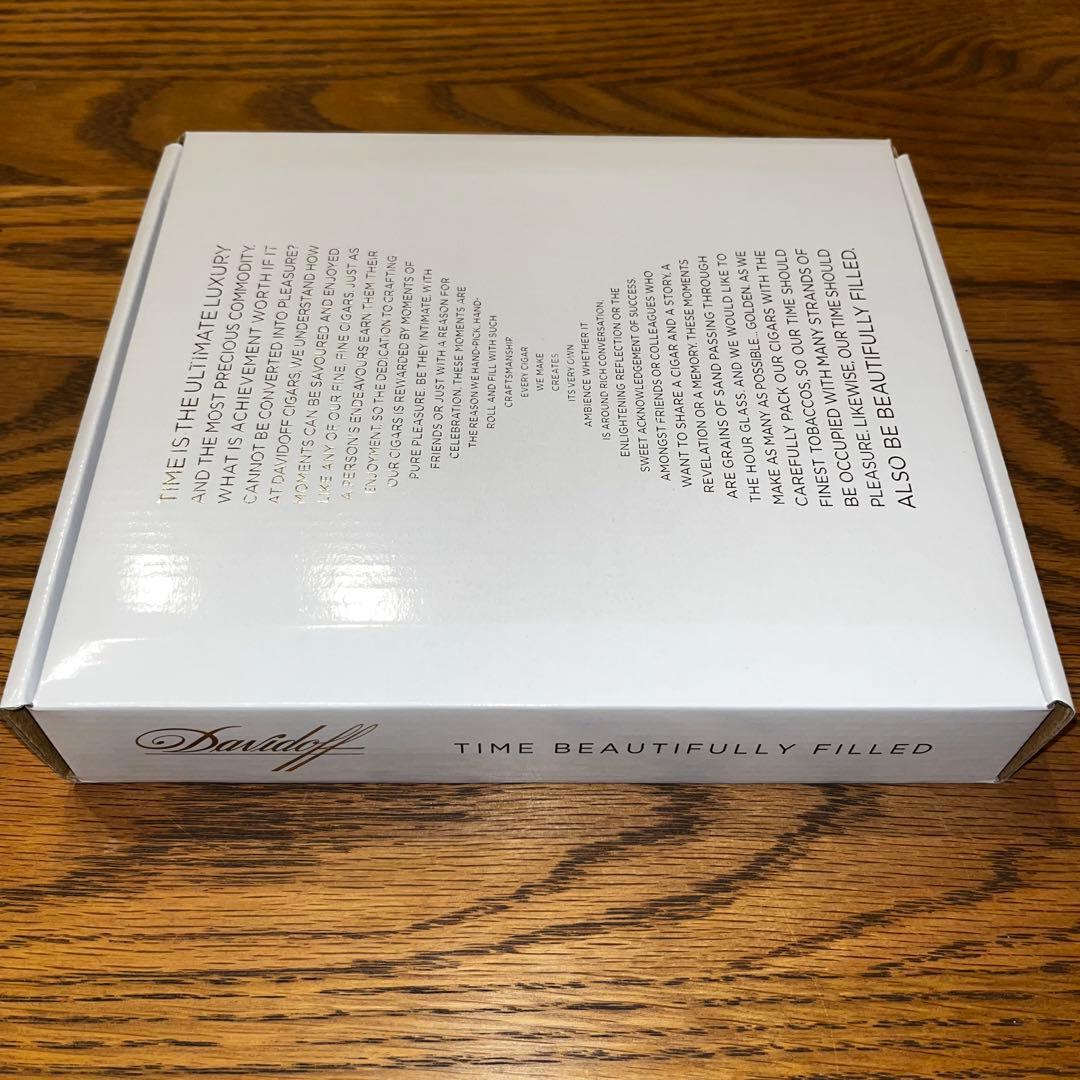 TIME IS THE ULTIMATE LUXURY
AND THE MOST PRECIOUS COMMODITY.
WHAT IS ACHIEVEMENT WORTH IF IT
CANNOT BE CONVERTED INTO PLEASURE?
AT DAVIDOFF CIGARS, WE UNDERSTAND HOW
MOMENTS CAN BE SAVOURED AND ENJOYED
LIKE ANY OF OUR FINE, FINE CIGARS. JUST AS
A PERSON'S ENDEAVOURS EARN THEM THEIR
ENJOYMENT, SO THE DEDICATION TO CRAFTING
OUR CIGARS IS REWARDED BY MOMENTS OF
PURE PLEASURE. BE THEY INTIMATE, WITH
FRIENDS OR JUST WITH A REASON FOR
CELEBRATION. THESE MOMENTS ARE
THE REASON WE HAND-PICK, HAND-
ROLL AND FILL WITH SUCH
CRAFTSMANSHIP
EVERY CIGAR
WE MAKE
CREATES
ITS VERY OWN
AMBIENCE. WHETHER IT
IS AROUND RICH CONVERSATION,
ENLIGHTENING REFLECTION OR THE
SWEET ACKNOWLEDGEMENT OF SUCCESS.
AMONGST FRIENDS OR COLLEAGUES WHO
WANT TO SHARE A CIGAR AND A STORY, A
REVELATION OR A MEMORY. THESE MOMENTS
ARE GRAINS OF SAND PASSING THROUGH
THE HOUR GLASS. AND WE WOULD LIKE TO
MAKE AS MANY AS POSSIBLE... GOLDEN. AS WE
CAREFULLY PACK OUR CIGARS WITH THE
FINEST TOBACCOS, SO OUR TIME SHOULD
BE OCCUPIED WITH MANY STRANDS OF
PLEASURE. LIKEWISE, OUR TIME SHOULD
ALSO BE BEAUTIFULLY FILLED.
Davidoff
TIME BEAUTIFULLY FILLED